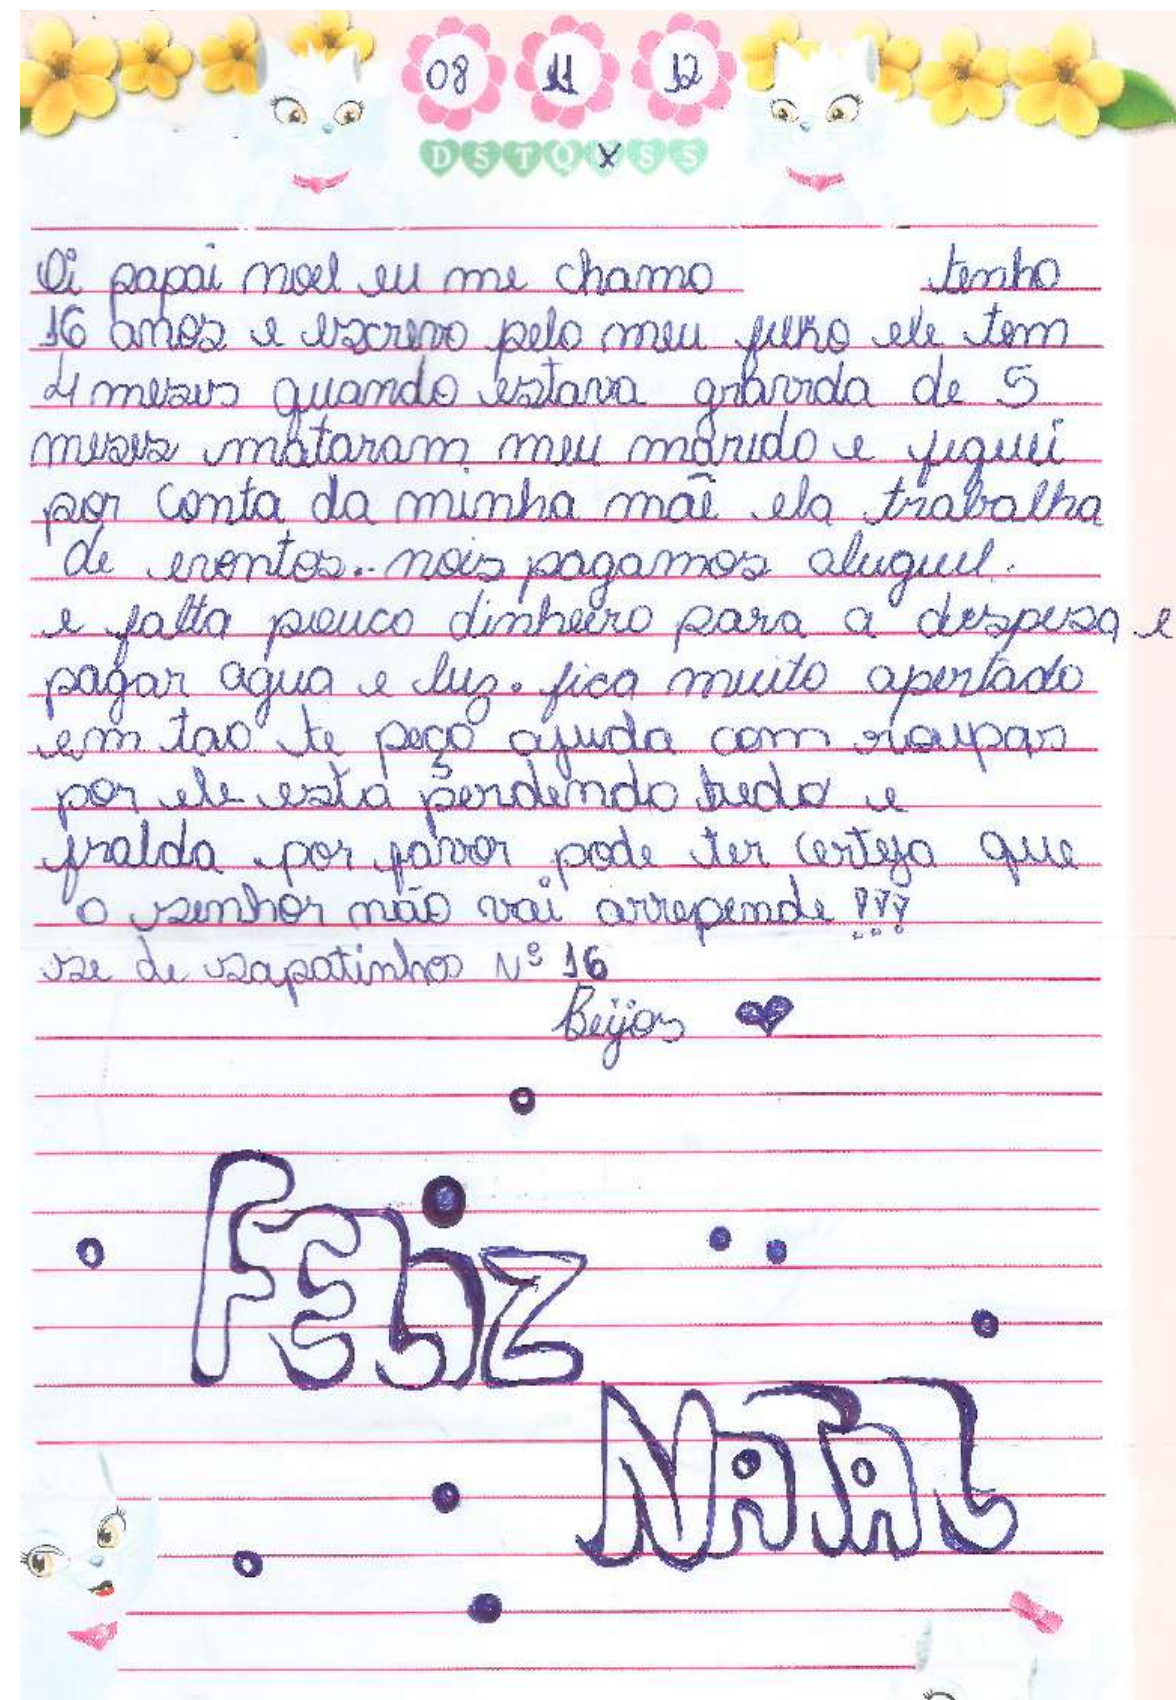 08 11 12
D S T Q X S S
Oi papai noel eu me chamo tenho
16 anos e escrevo pelo meu filho ele tem
4 meses quando estava gravida de 5
meses mataram meu marido e fiquei
por conta da minha mãe ela trabalha
de eventos.. nois pagamos aluguel.
e falta pouco dinheiro para a despesa e
pagar agua e luz. fica muito apertado
em tao te peço ajuda com roupas
por ele está perdendo tudo e
fralda por favor pode ter certeja que
o senhor não vai arrepende !!!
se de sapatinho Nº 16
Beijos
FELiZ
NATAL